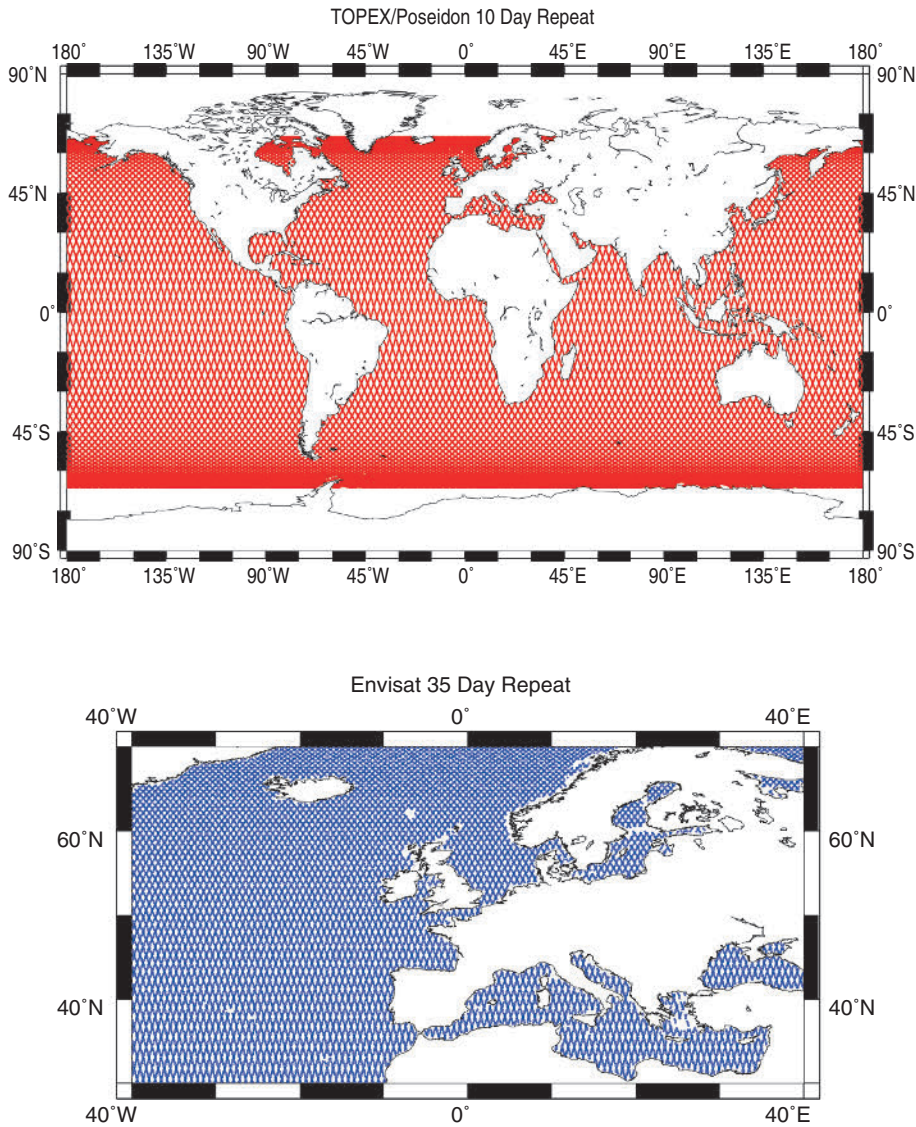 TOPEX/Poseidon 10 Day Repeat
180˚ 135˚W 90˚W 45˚W 0˚ 45˚E 90˚E 135˚E 180˚
90˚N 90˚N
45˚N 45˚N
0˚ 0˚
45˚S 45˚S
90˚S 90˚S
180˚ 135˚W 90˚W 45˚W 0˚ 45˚E 90˚E 135˚E 180˚
Envisat 35 Day Repeat
40˚W 0˚ 40˚E
60˚N 60˚N
40˚N 40˚N
40˚W 0˚ 40˚E